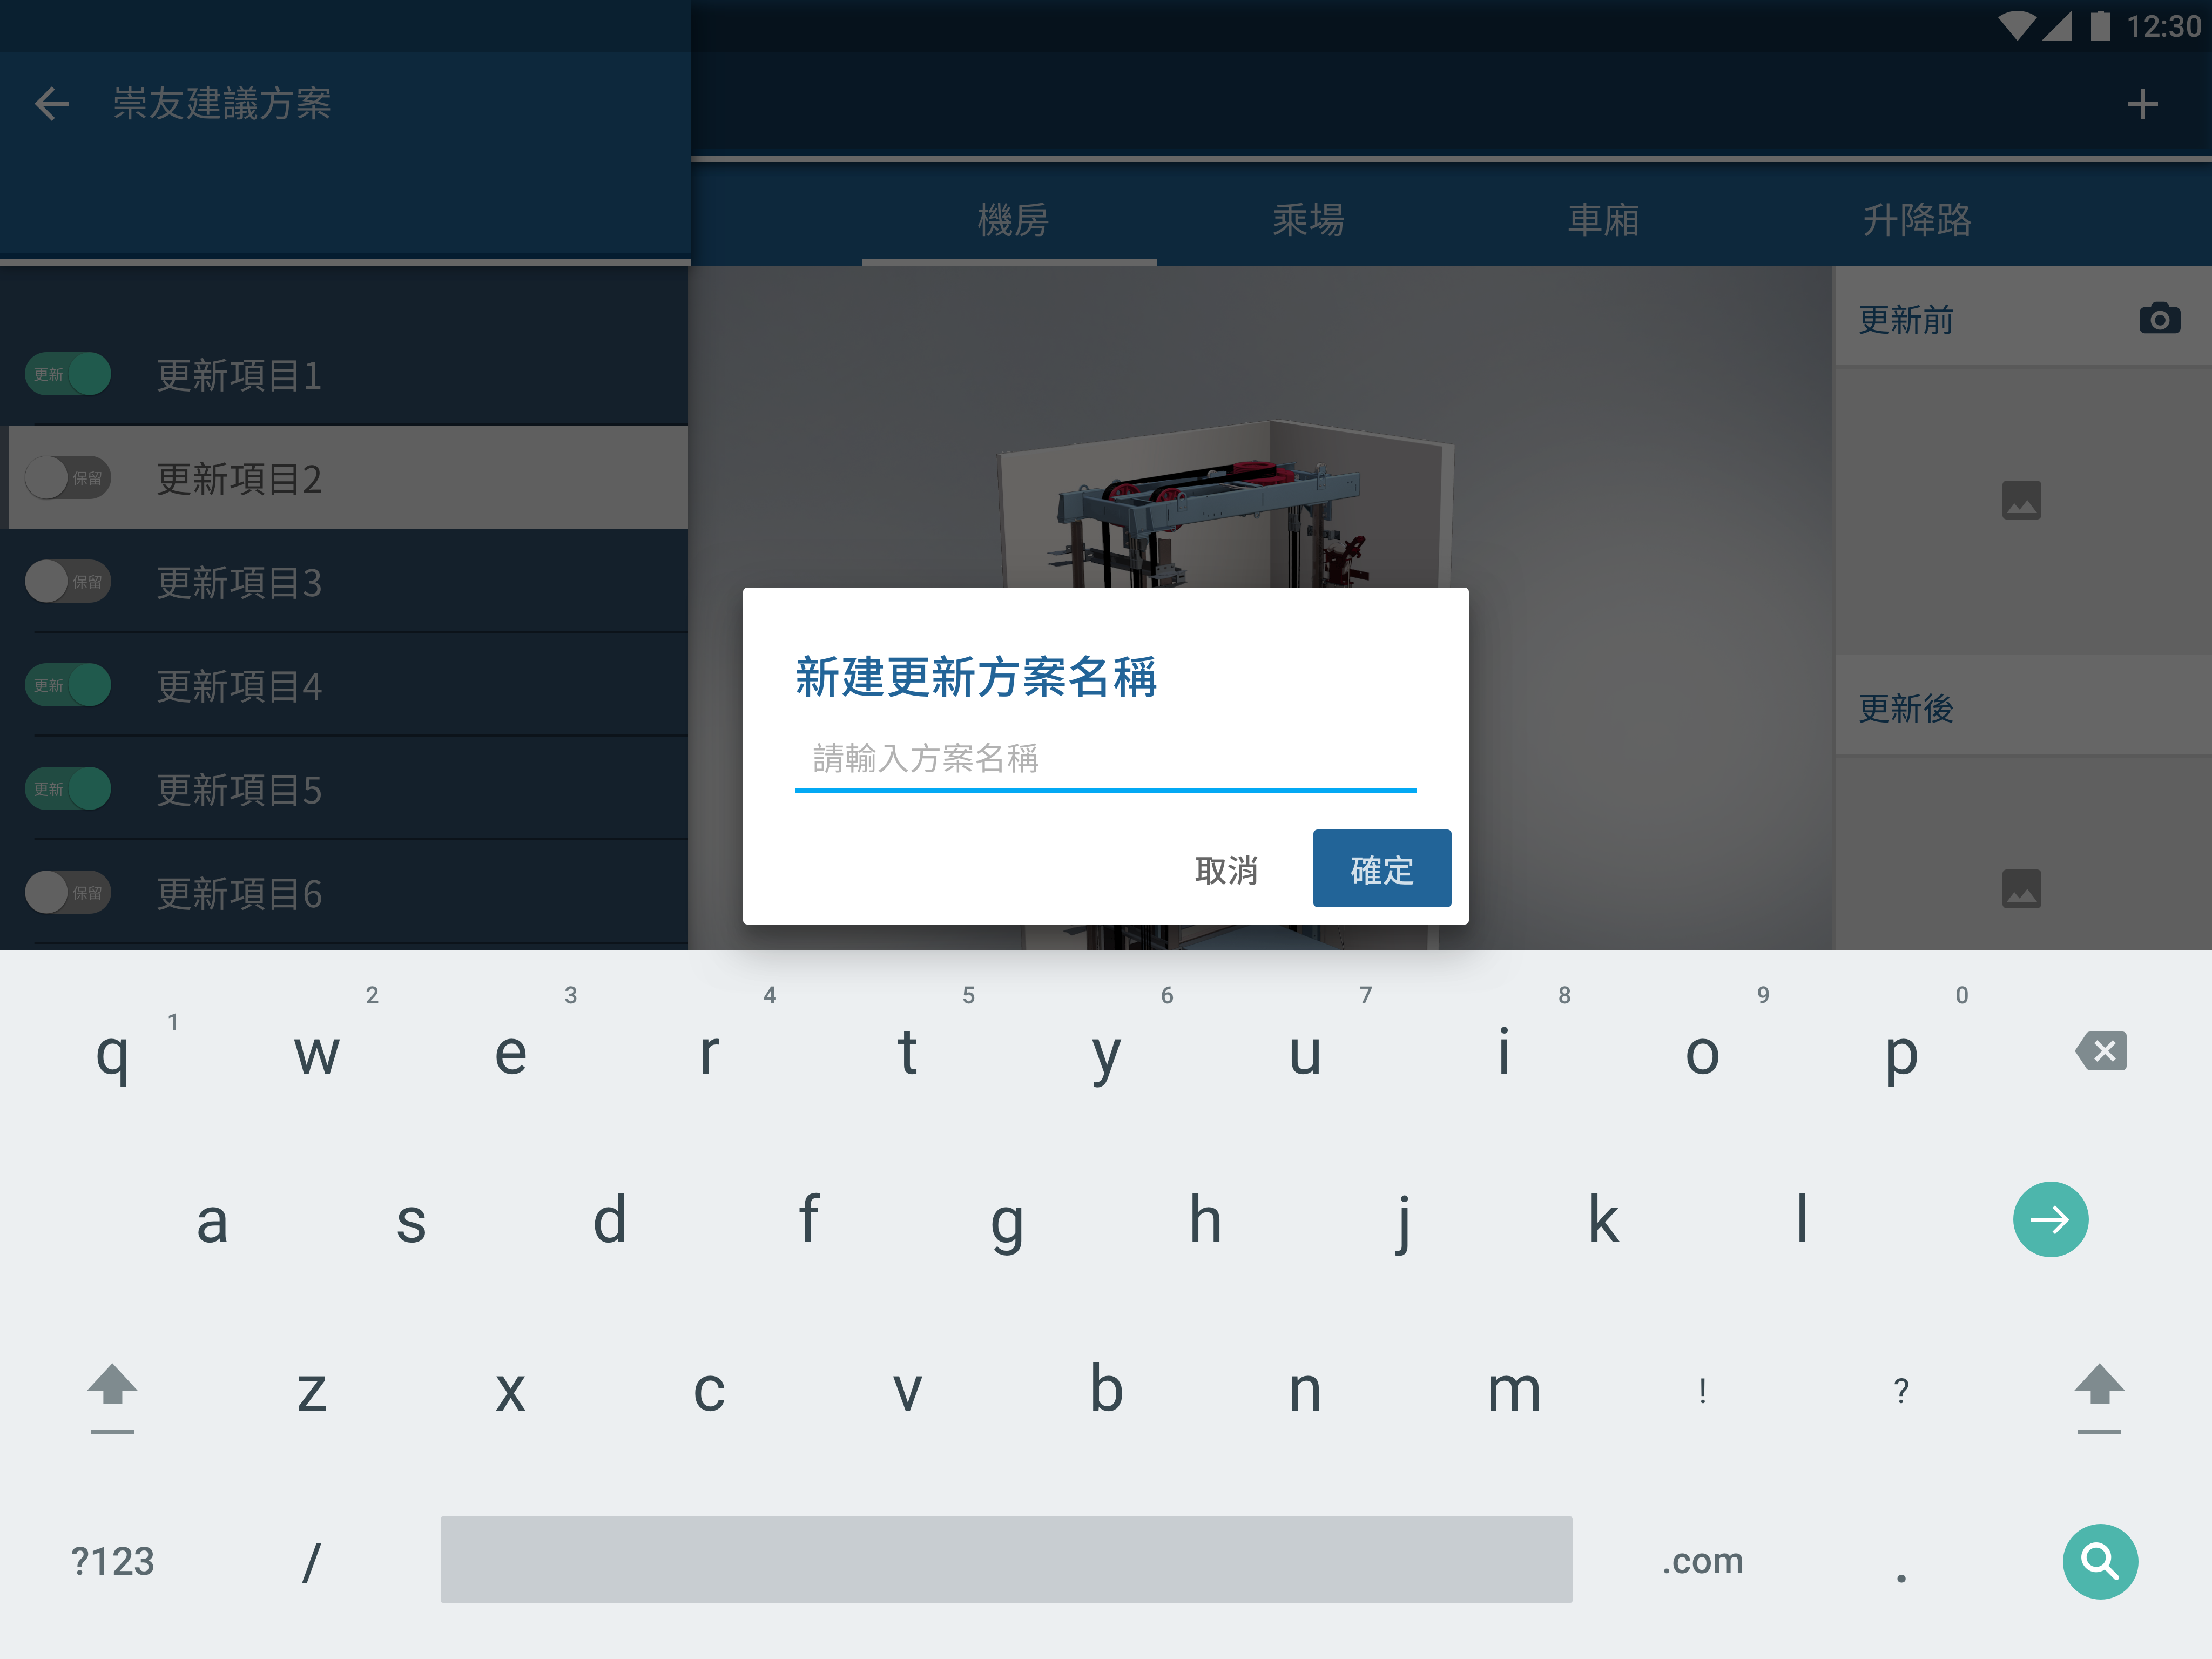 12:30
崇友建議方案
機房 乘場 車廂 升降路
更新 更新項目1
保留 更新項目2
保留 更新項目3
更新 更新項目4
更新 更新項目5
保留 更新項目6
更新前
更新後
新建更新方案名稱
請輸入方案名稱
取消 確定
1 2 3 4 5 6 7 8 9 0
q w e r t y u i o p
a s d f g h j k l
z x c v b n m ! ?
?123 / .com .